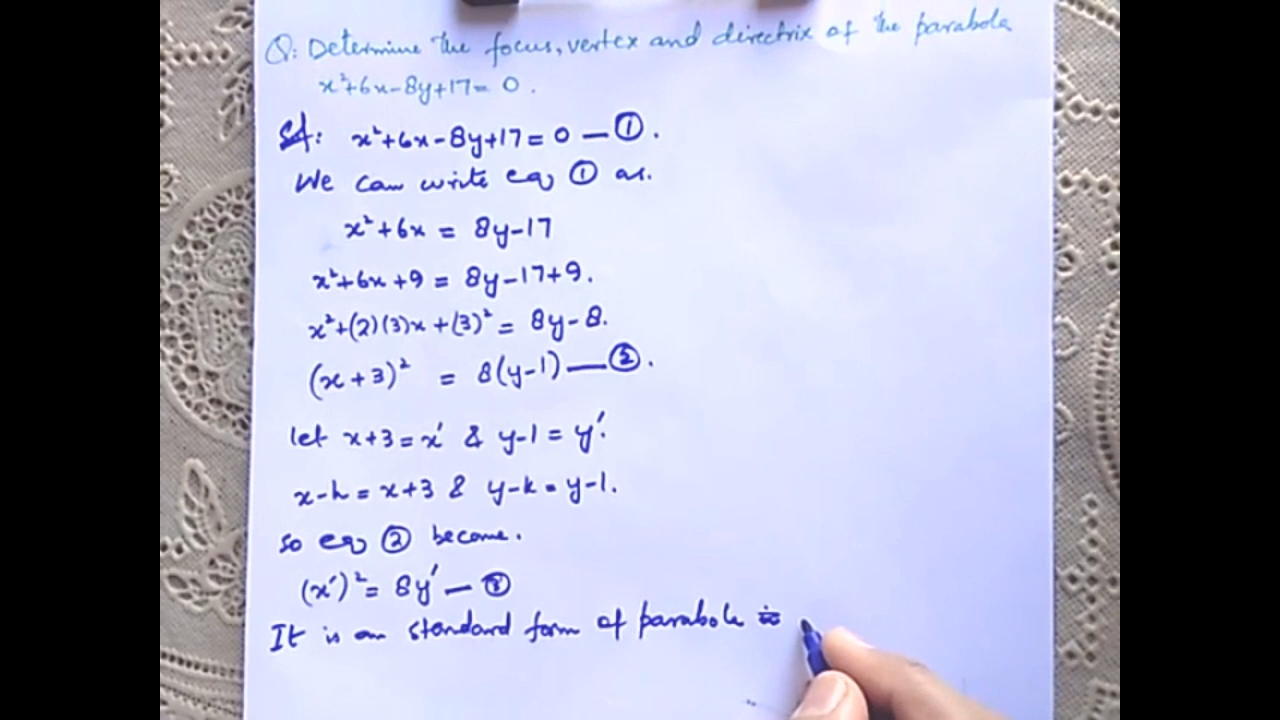 Q: Determine the focus, vertex and directrix of the parabola
x²+6x-8y+17= 0 .
Sol: x²+6x-8y+17=0 — ①.
We can write eq ① as.
x²+6x = 8y-17
x²+6x+9 = 8y-17+9.
x²+(2)(3)x+(3)² = 8y-8.
(x+3)² = 8(y-1) — ②.
let x+3=x' & y-1=y'.
x-h=x+3 & y-k=y-1.
so eq ② become.
(x')²= 8y' — ③
It is an standard form of parabola